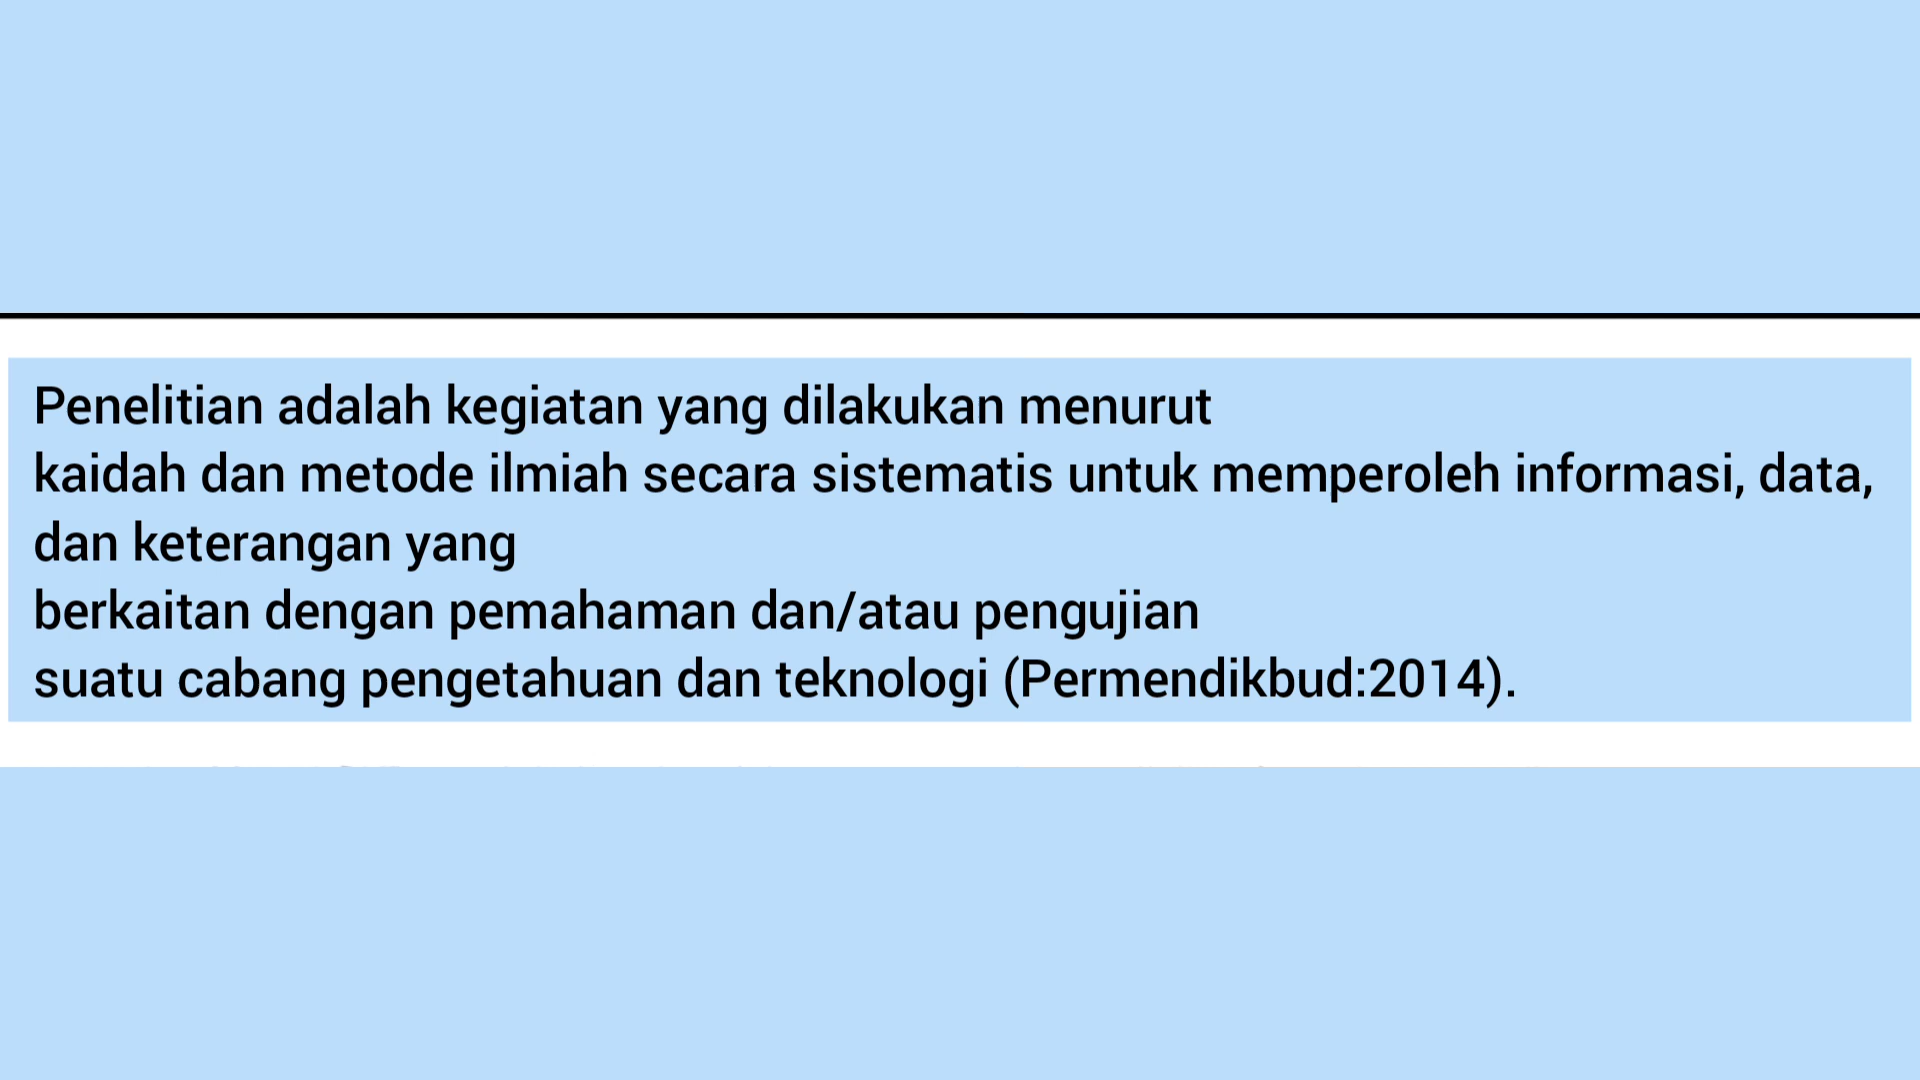 Penelitian adalah kegiatan yang dilakukan menurut
kaidah dan metode ilmiah secara sistematis untuk memperoleh informasi, data,
dan keterangan yang
berkaitan dengan pemahaman dan/atau pengujian
suatu cabang pengetahuan dan teknologi (Permendikbud:2014).